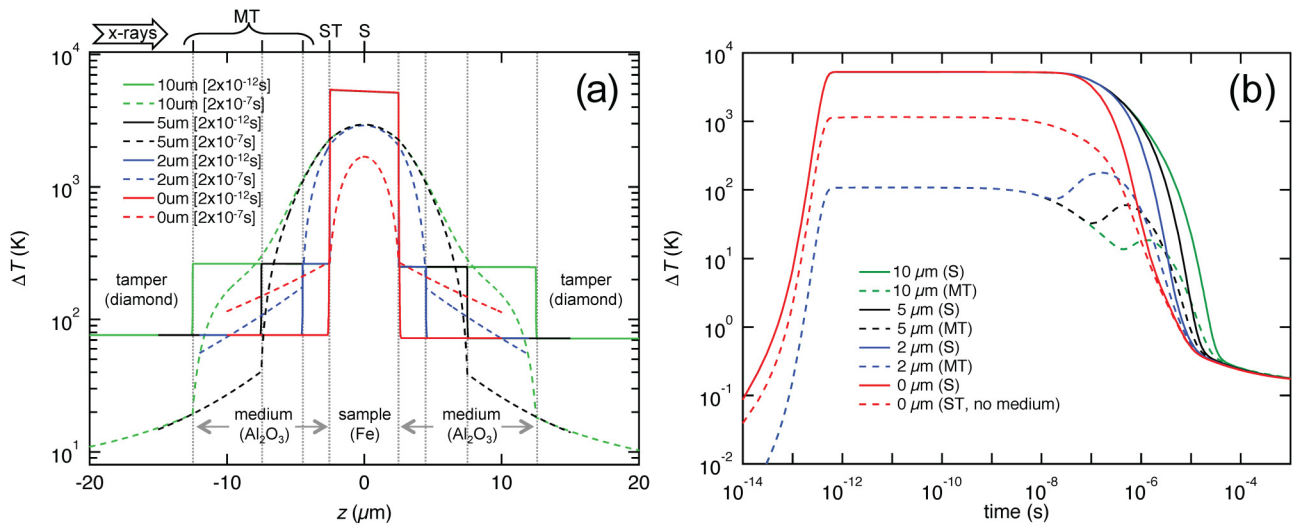 x-rays
MT
ST
S
(a)
10um [2x10⁻¹²s]
10um [2x10⁻⁷s]
5um [2x10⁻¹²s]
5um [2x10⁻⁷s]
2um [2x10⁻¹²s]
2um [2x10⁻⁷s]
0um [2x10⁻¹²s]
0um [2x10⁻⁷s]
tamper
(diamond)
tamper
(diamond)
medium
(Al₂O₃)
sample
(Fe)
medium
(Al₂O₃)
10⁴
10³
10²
10¹
ΔT (K)
-20
-10
0
10
20
z (μm)
(b)
10 μm (S)
10 μm (MT)
5 μm (S)
5 μm (MT)
2 μm (S)
2 μm (MT)
0 μm (S)
0 μm (ST, no medium)
10⁴
10³
10²
10¹
10⁰
10⁻¹
10⁻²
ΔT (K)
10⁻¹⁴
10⁻¹²
10⁻¹⁰
10⁻⁸
10⁻⁶
10⁻⁴
time (s)